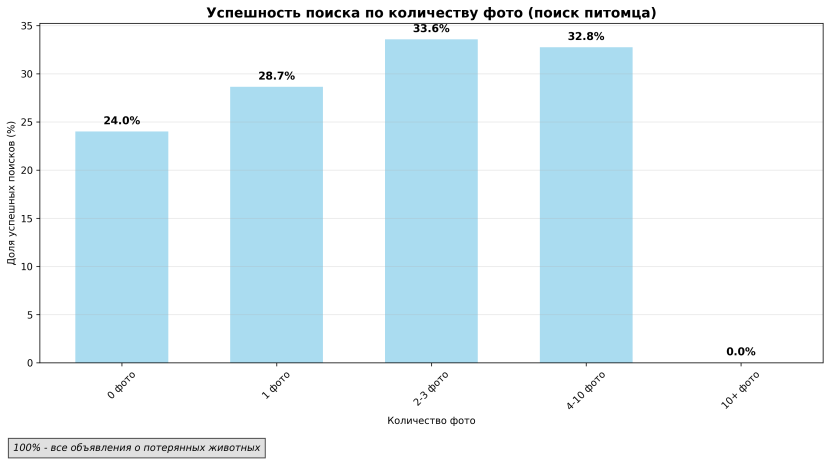 Успешность поиска по количеству фото (поиск питомца)
35
30
25
20
15
10
5
0
Доля успешных поисков (%)
24.0%
28.7%
33.6%
32.8%
0.0%
0 фото
1 фото
2-3 фото
4-10 фото
10+ фото
Количество фото
100% - все объявления о потерянных животных